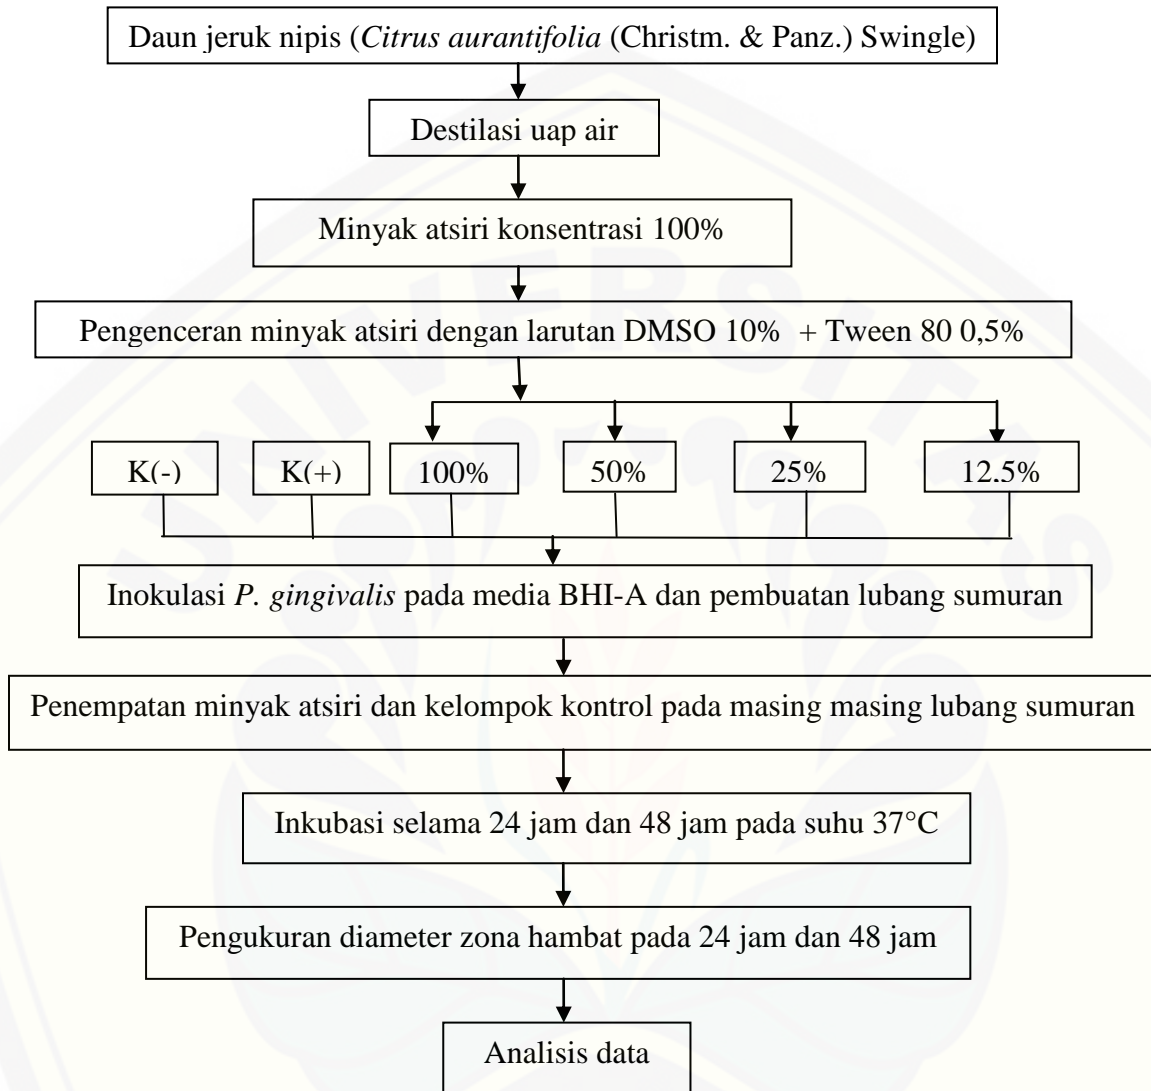 Daun jeruk nipis (Citrus aurantifolia (Christm. & Panz.) Swingle)
Destilasi uap air
Minyak atsiri konsentrasi 100%
Pengenceran minyak atsiri dengan larutan DMSO 10% + Tween 80 0,5%
K(-) K(+) 100% 50% 25% 12.5%
Inokulasi P. gingivalis pada media BHI-A dan pembuatan lubang sumuran
Penempatan minyak atsiri dan kelompok kontrol pada masing masing lubang sumuran
Inkubasi selama 24 jam dan 48 jam pada suhu 37°C
Pengukuran diameter zona hambat pada 24 jam dan 48 jam
Analisis data
UNIVERSITAS